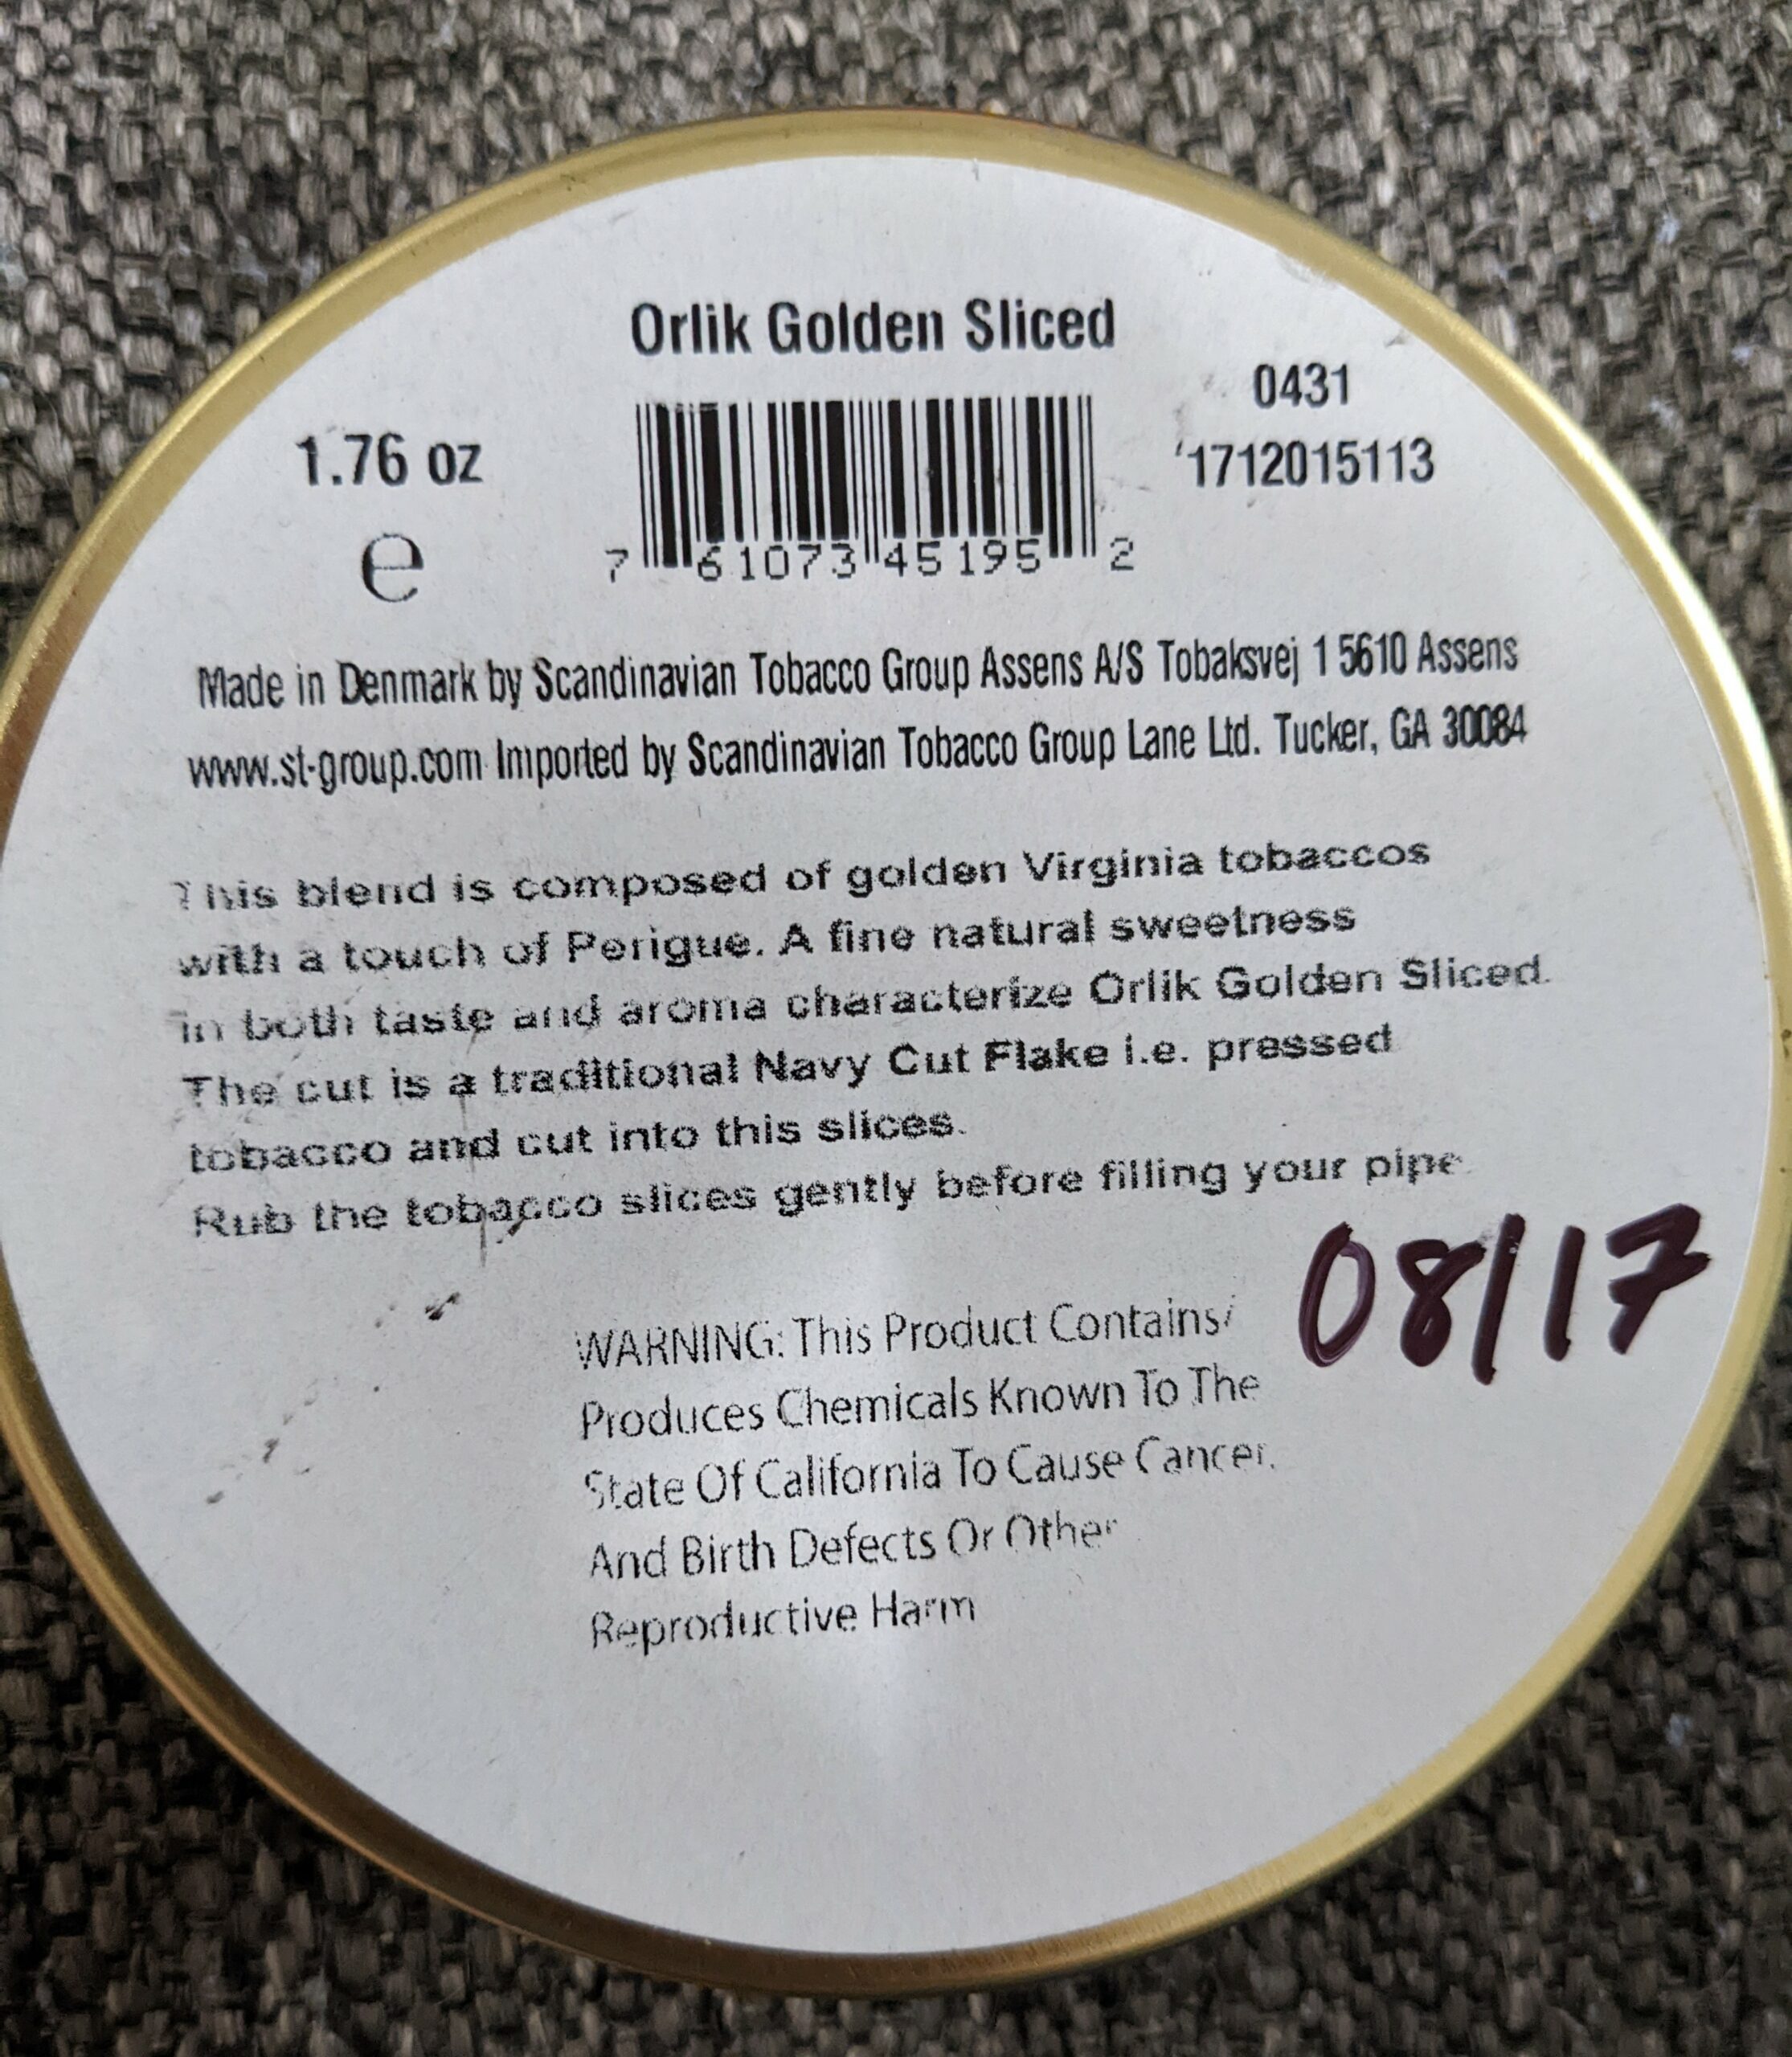 Orlik Golden Sliced
1.76 oz
e
7 61073 45195 2
0431
'1712015113
Made in Denmark by Scandinavian Tobacco Group Assens A/S Tobaksvej 1 5610 Assens
www.st-group.com Imported by Scandinavian Tobacco Group Lane Ltd. Tucker, GA 30084
This blend is composed of golden Virginia tobaccos
with a touch of Perigue. A fine natural sweetness
in both taste and aroma characterize Orlik Golden Sliced.
The cut is a traditional Navy Cut Flake i.e. pressed
tobacco and cut into this slices.
Rub the tobacco slices gently before filling your pipe.
08/17
WARNING: This Product Contains/
Produces Chemicals Known To The
State Of California To Cause Cancer,
And Birth Defects Or Other
Reproductive Harm